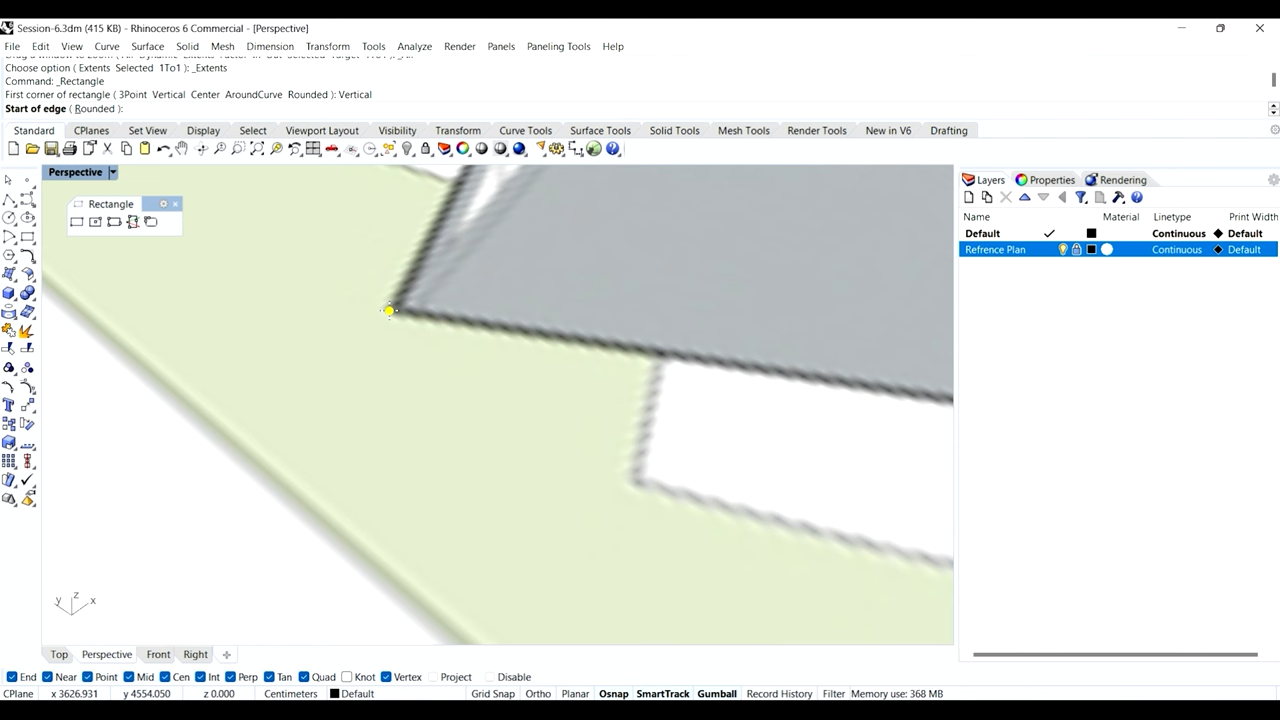 Session-6.3dm (415 KB) - Rhinoceros 6 Commercial - [Perspective]
File Edit View Curve Surface Solid Mesh Dimension Transform Tools Analyze Render Panels Paneling Tools Help
Choose option ( Extents Selected 1To1 ): _Extents
Command: _Rectangle
First corner of rectangle ( 3Point Vertical Center AroundCurve Rounded ): Vertical
Start of edge ( Rounded ):
Standard CPlanes Set View Display Select Viewport Layout Visibility Transform Curve Tools Surface Tools Solid Tools Mesh Tools Render Tools New in V6 Drafting
Perspective
Layers Properties Rendering
Rectangle
Name Material Linetype Print Width
Default Continuous Default
Refrence Plan Continuous Default
y z x
Top Perspective Front Right
End Near Point Mid Cen Int Perp Tan Quad Knot Vertex Project Disable
CPlane x 3626.931 y 4554.050 z 0.000 Centimeters Default Grid Snap Ortho Planar Osnap SmartTrack Gumball Record History Filter Memory use: 368 MB